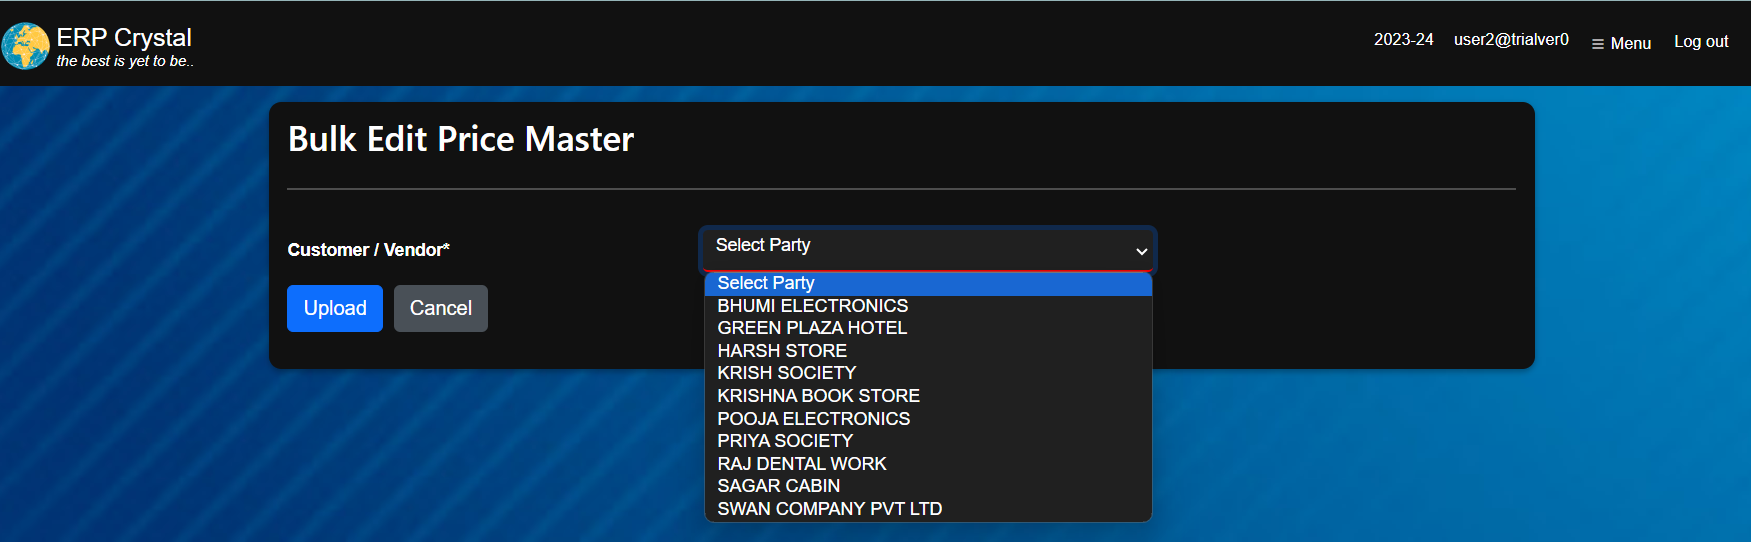 ERP Crystal
the best is yet to be..
2023-24 user2@trialver0 Menu Log out
Bulk Edit Price Master
Customer / Vendor*
Select Party
Select Party
BHUMI ELECTRONICS
GREEN PLAZA HOTEL
HARSH STORE
KRISH SOCIETY
KRISHNA BOOK STORE
POOJA ELECTRONICS
PRIYA SOCIETY
RAJ DENTAL WORK
SAGAR CABIN
SWAN COMPANY PVT LTD
Upload Cancel